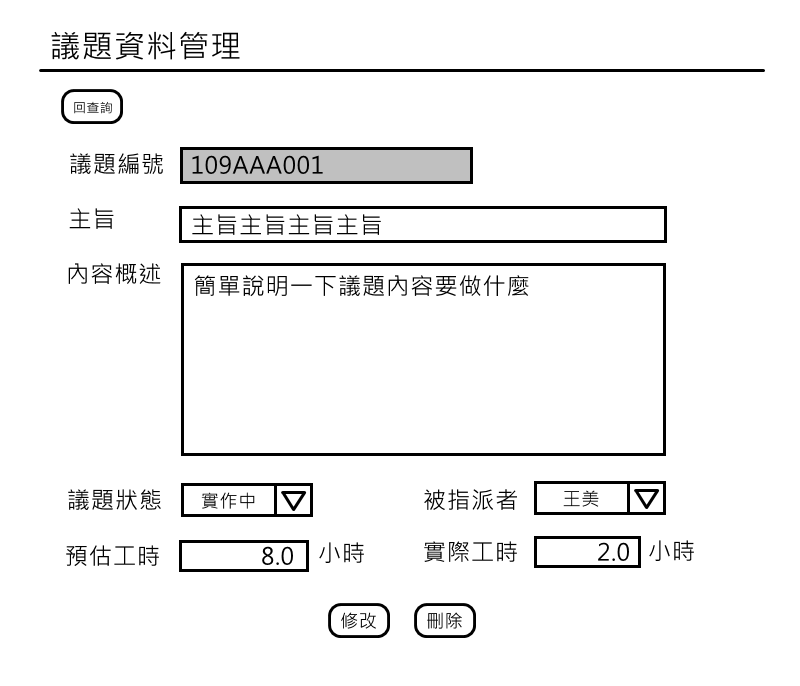 議題資料管理
回查詢
議題編號 109AAA001
主旨 主旨主旨主旨主旨
內容概述 簡單說明一下議題內容要做什麼
議題狀態 實作中 被指派者 王美
預估工時 8.0 小時 實際工時 2.0 小時
修改 刪除